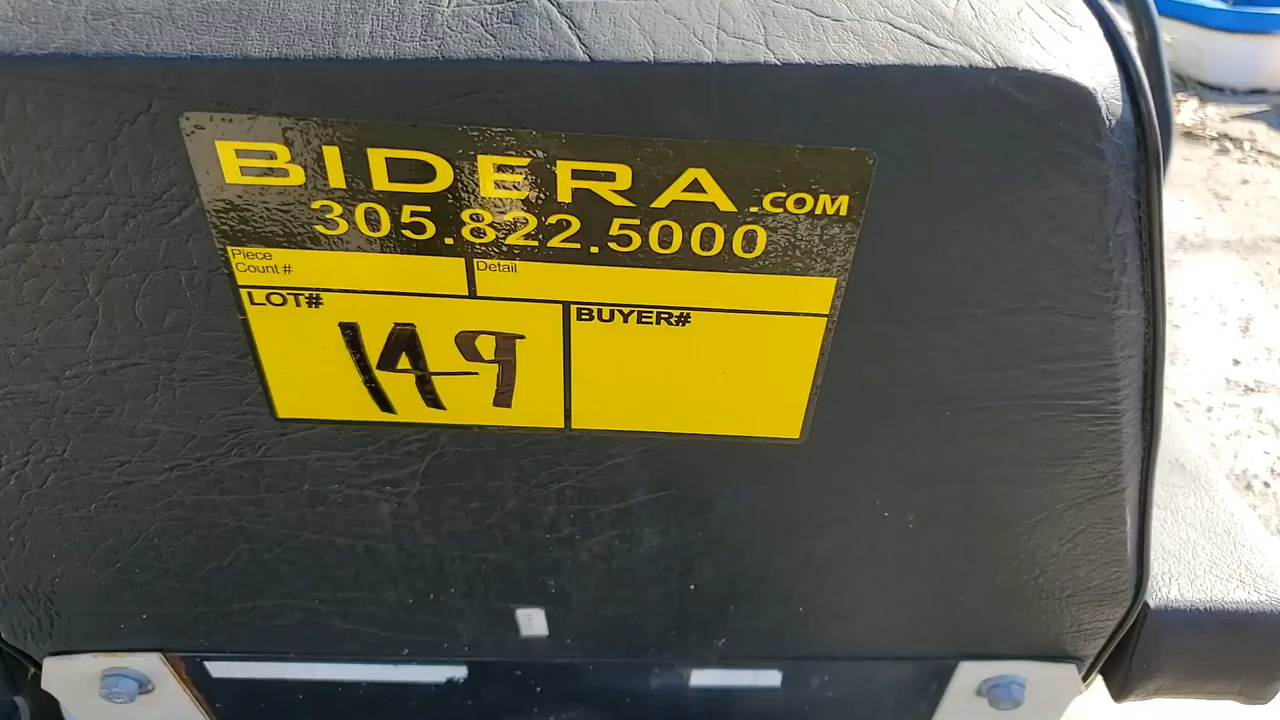 BIDERA.COM
305.822.5000
Piece
Count #
Detail
LOT#
149
BUYER#